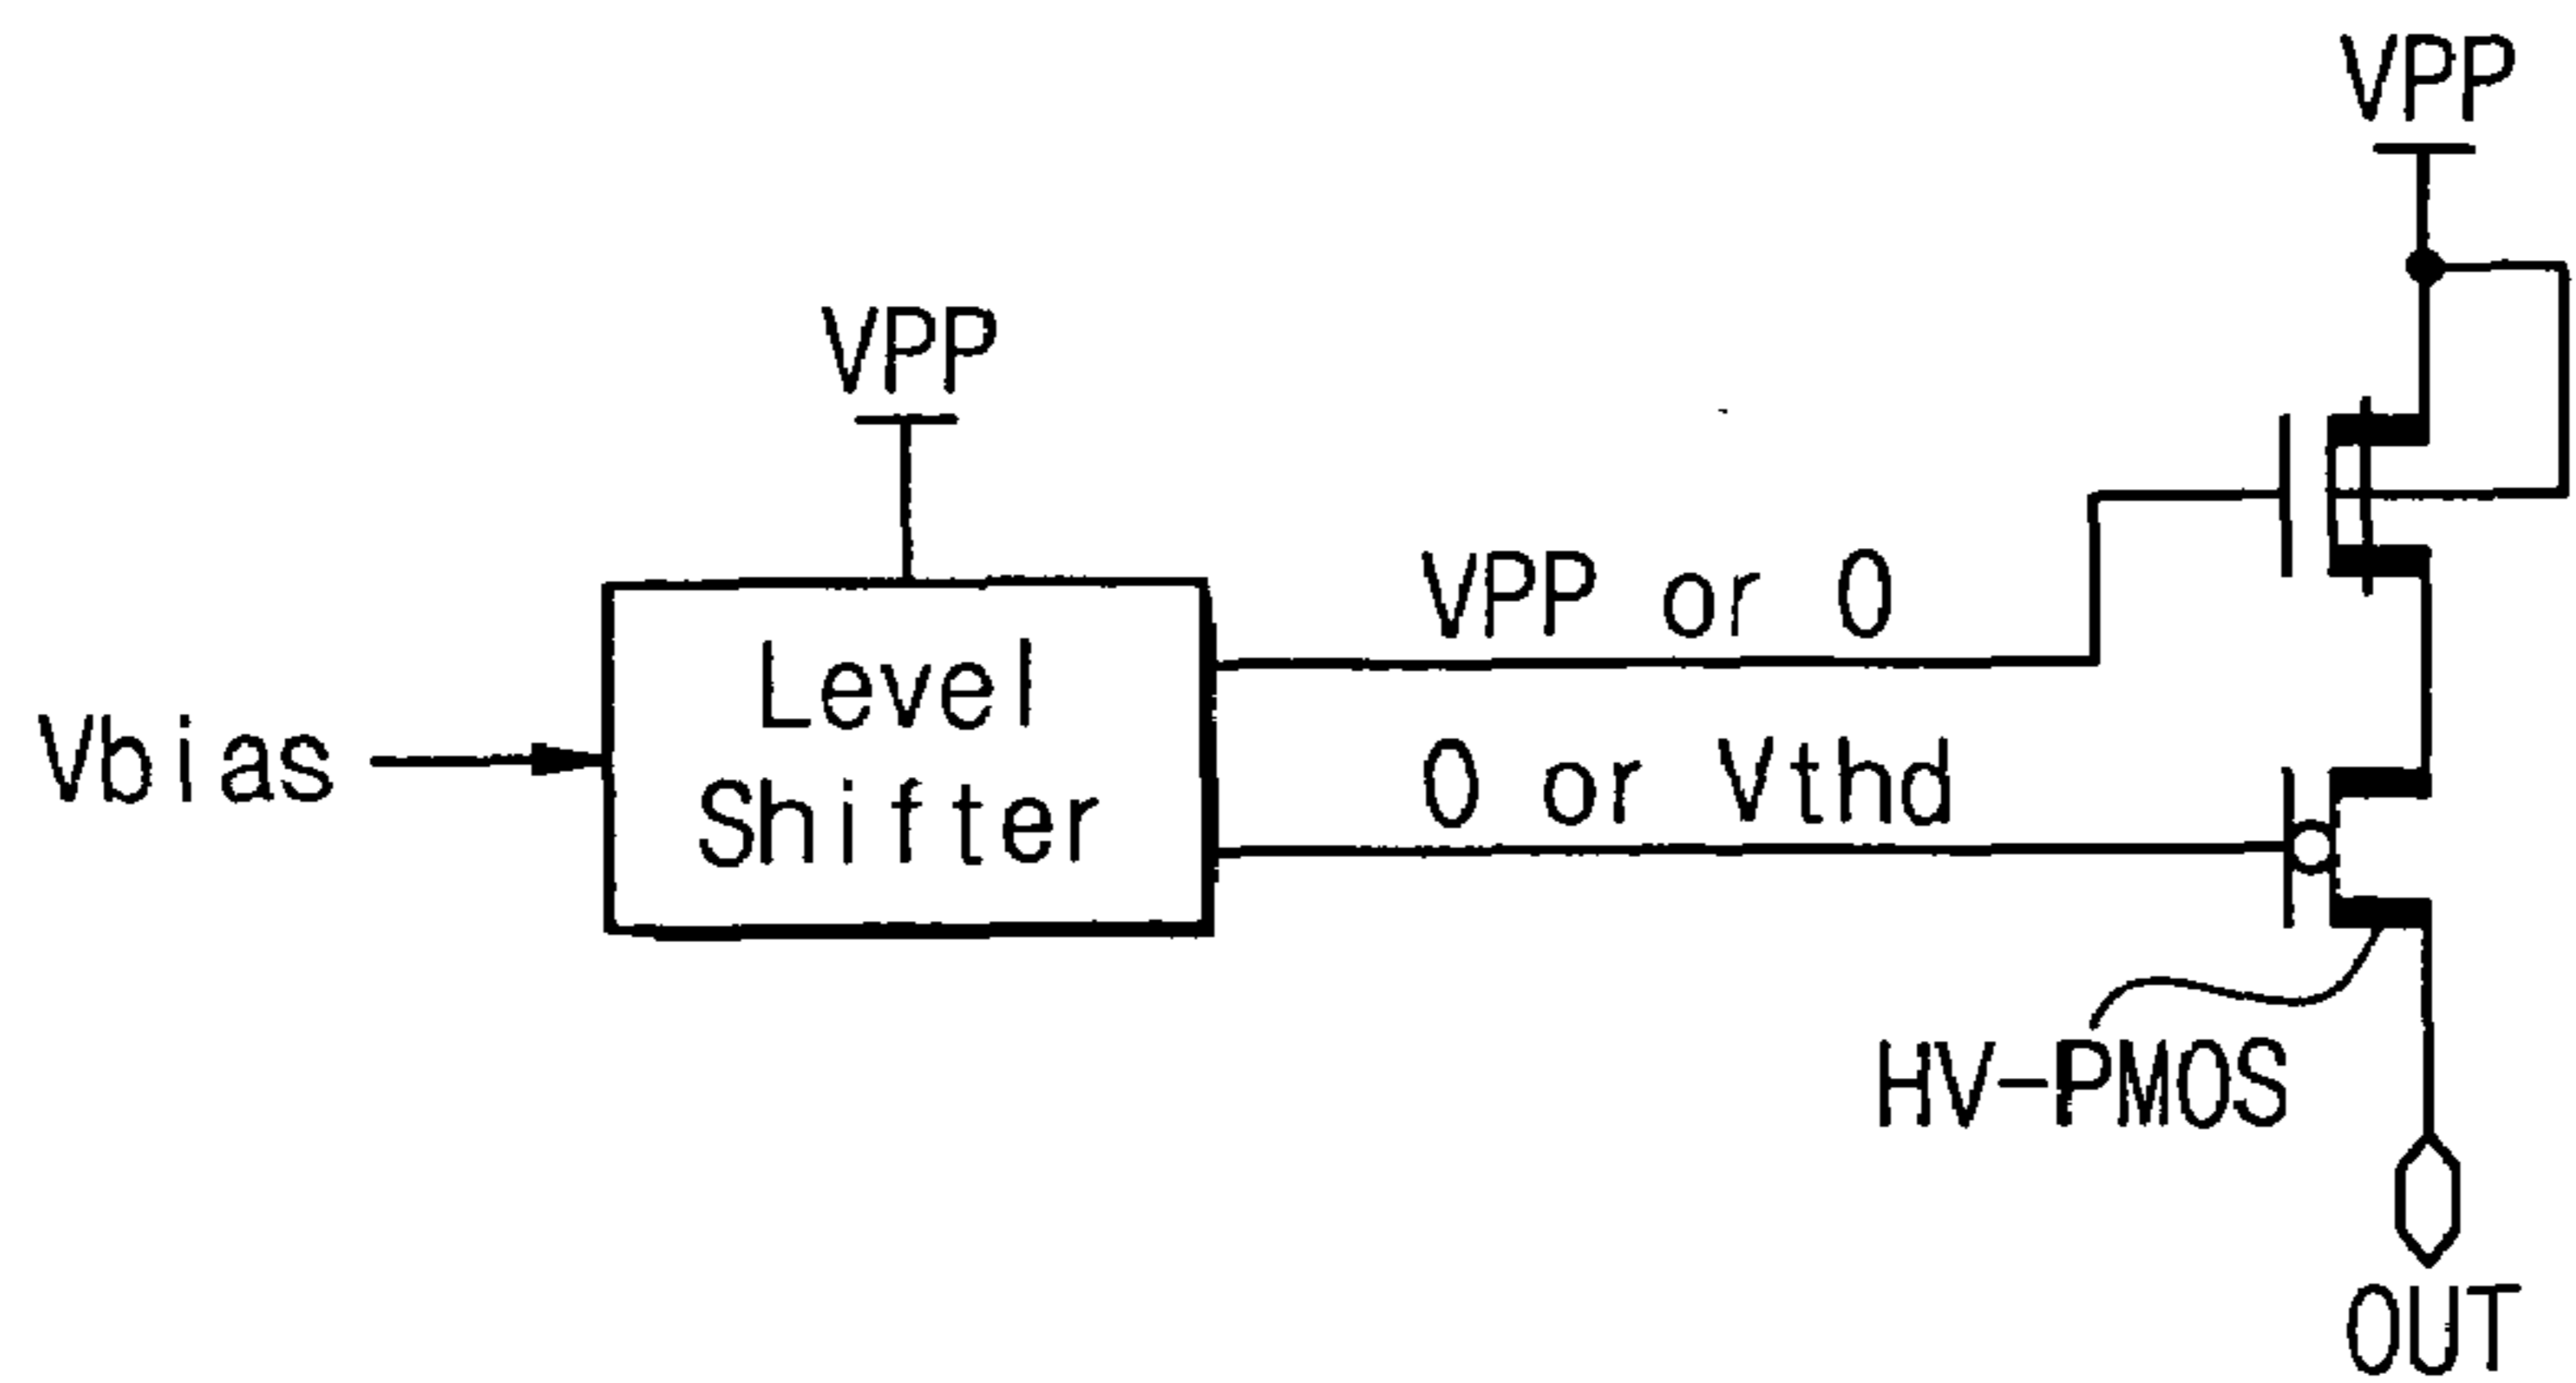 VPP
VPP
Level
Shifter
Vbias
VPP or 0
0 or Vthd
HV-PMOS
OUT